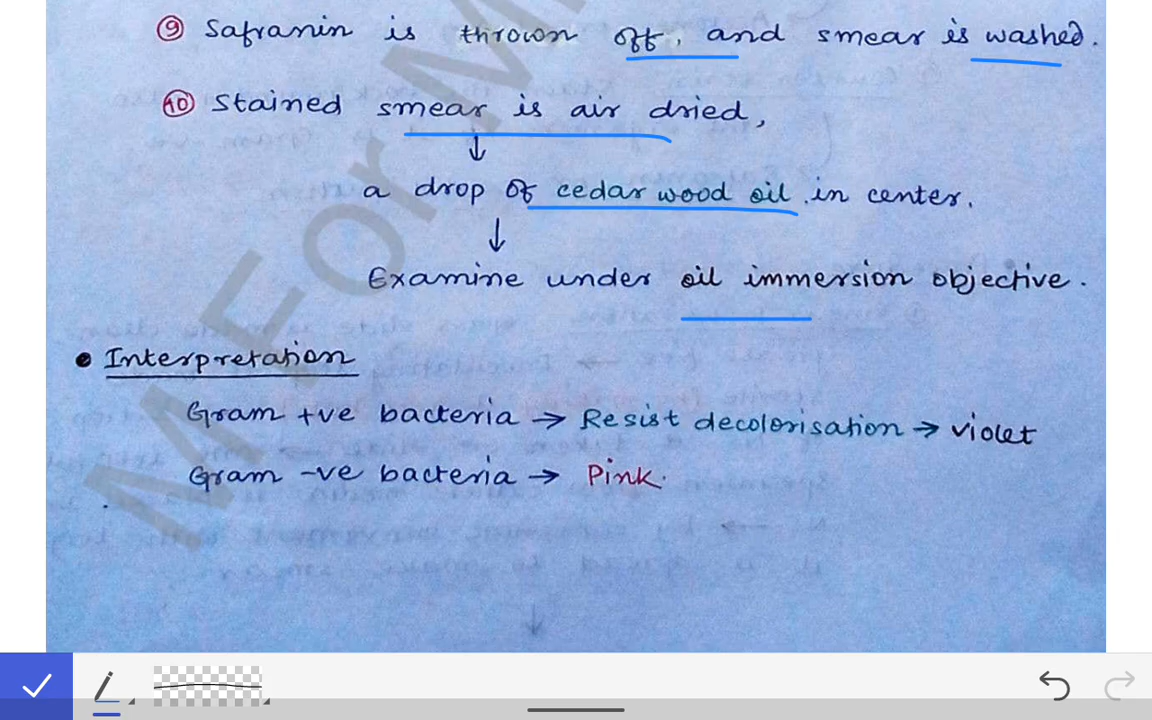 ⑨ Safranin is thrown off, and smear is washed.
⑩ Stained smear is air dried,
↓
a drop of cedar wood oil in center.
↓
Examine under oil immersion objective.
• Interpretation
Gram +ve bacteria → Resist decolorisation → violet
Gram -ve bacteria → Pink.
M For M